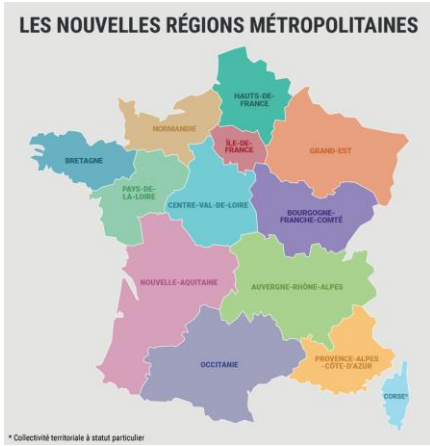 LES NOUVELLES RÉGIONS MÉTROPOLITAINES
HAUTS-DE-
FRANCE
NORMANDIE
ÎLE-DE-
FRANCE
GRAND-EST
BRETAGNE
PAYS-DE-
LA-LOIRE
CENTRE-VAL-DE-LOIRE
BOURGOGNE-
FRANCHE-COMTÉ
NOUVELLE-AQUITAINE
AUVERGNE-RHÔNE-ALPES
OCCITANIE
PROVENCE-ALPES
-CÔTE-D'AZUR
CORSE*
* Collectivité territoriale à statut particulier